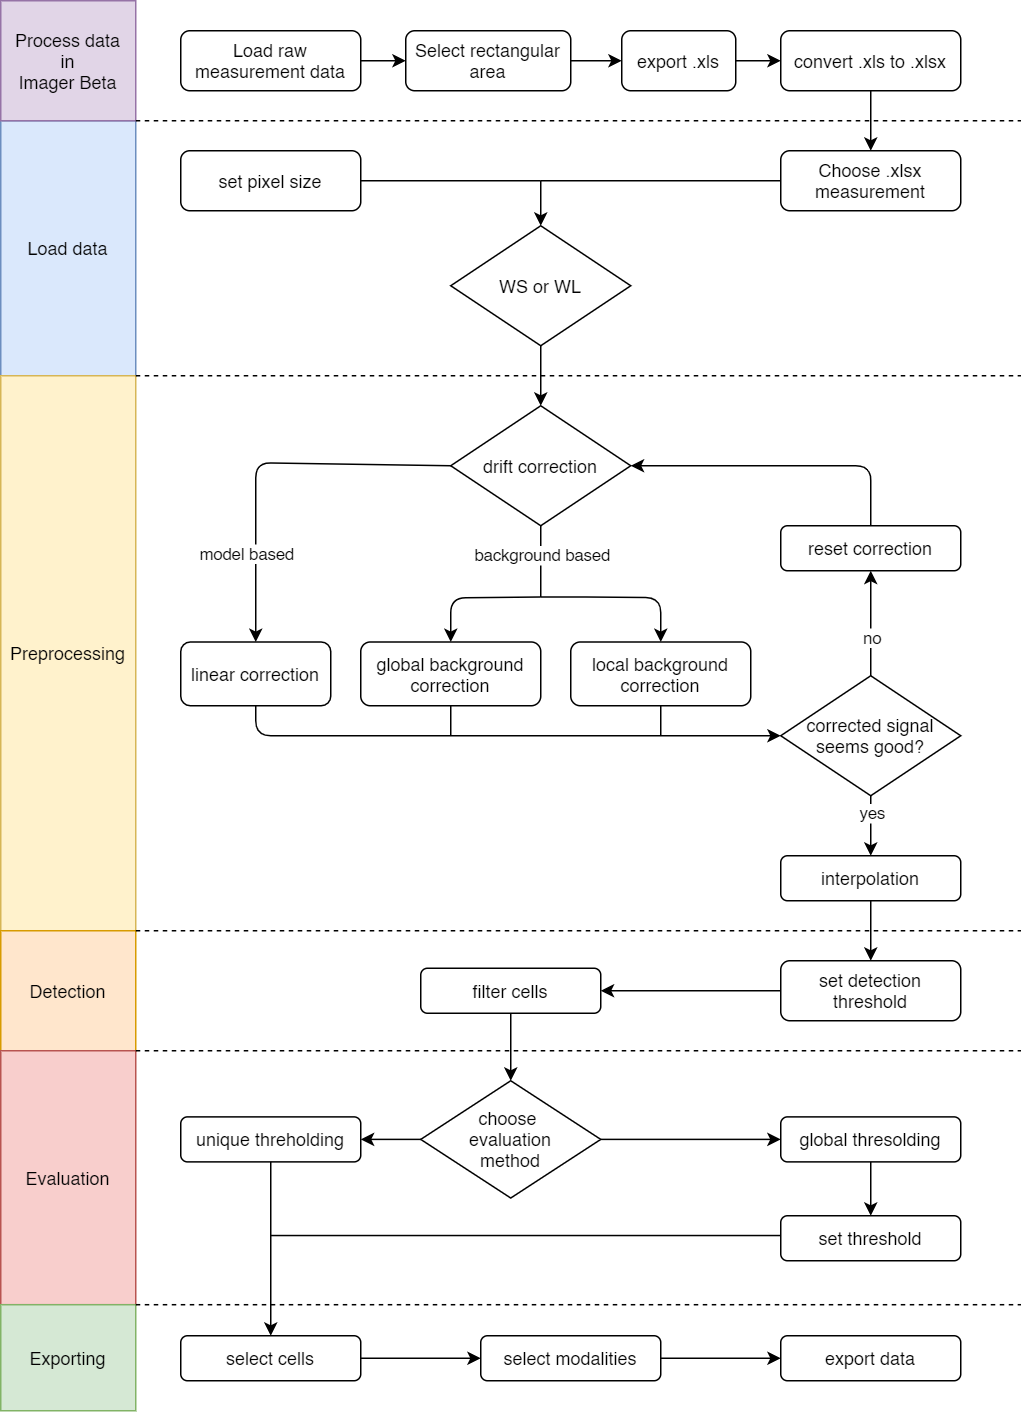 Process data
in
Imager Beta
Load raw
measurement data
Select rectangular
area
export .xls
convert .xls to .xlsx
Load data
set pixel size
Choose .xlsx
measurement
WS or WL
Preprocessing
drift correction
model based
background based
reset correction
no
linear correction
global background
correction
local background
correction
corrected signal
seems good?
yes
interpolation
Detection
filter cells
set detection
threshold
Evaluation
choose
evaluation
method
unique threholding
global thresolding
set threshold
Exporting
select cells
select modalities
export data